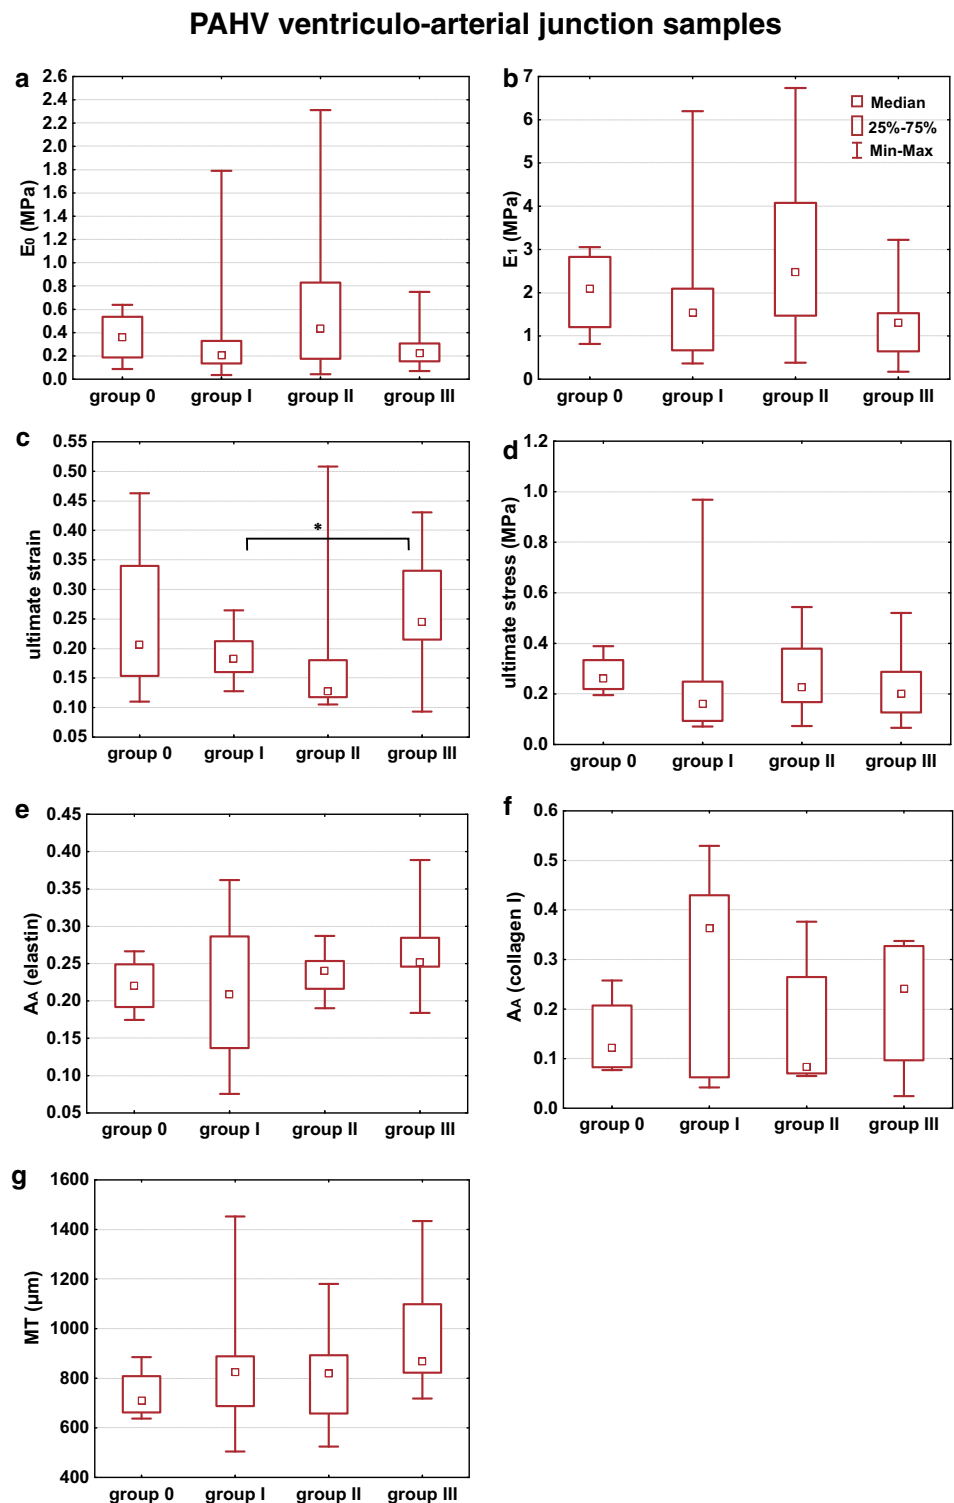 PAHV ventriculo-arterial junction samples
a
2.6
2.4
2.2
2.0
1.8
1.6
1.4
1.2
1.0
0.8
0.6
0.4
0.2
0.0
E0 (MPa)
group 0 group I group II group III
b
7
6
5
4
3
2
1
0
E1 (MPa)
Median
25%-75%
Min-Max
group 0 group I group II group III
c
0.55
0.50
0.45
0.40
0.35
0.30
0.25
0.20
0.15
0.10
0.05
ultimate strain
*
group 0 group I group II group III
d
1.2
1.0
0.8
0.6
0.4
0.2
0.0
ultimate stress (MPa)
group 0 group I group II group III
e
0.45
0.40
0.35
0.30
0.25
0.20
0.15
0.10
0.05
AA (elastin)
group 0 group I group II group III
f
0.6
0.5
0.4
0.3
0.2
0.1
0.0
AA (collagen I)
group 0 group I group II group III
g
1600
1400
1200
1000
800
600
400
MT (μm)
group 0 group I group II group III